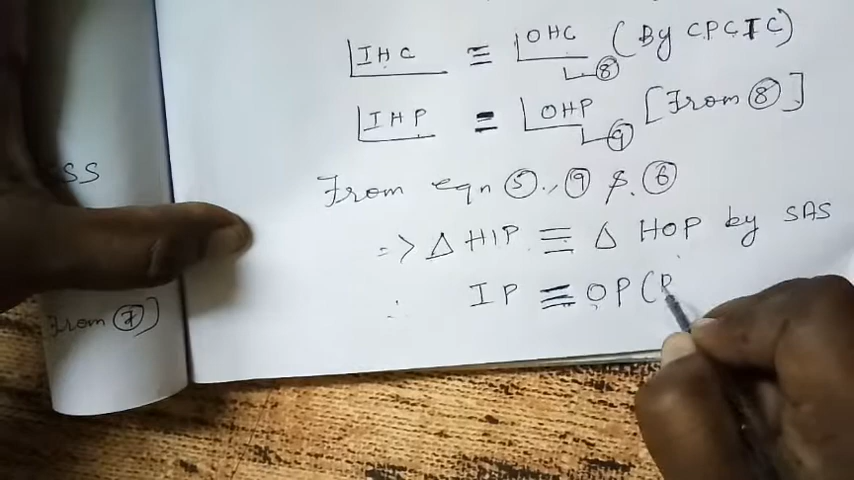 ∠IHC ≡ ∠OHC (By CPCIC)
⑧
∠IHP ≡ ∠OHP [From ⑧]
⑨
SS
From eqn ⑤, ⑨ & ⑥
=> △HIP ≡ △HOP by SAS
∴ IP ≡ OP (B
From ⑦]